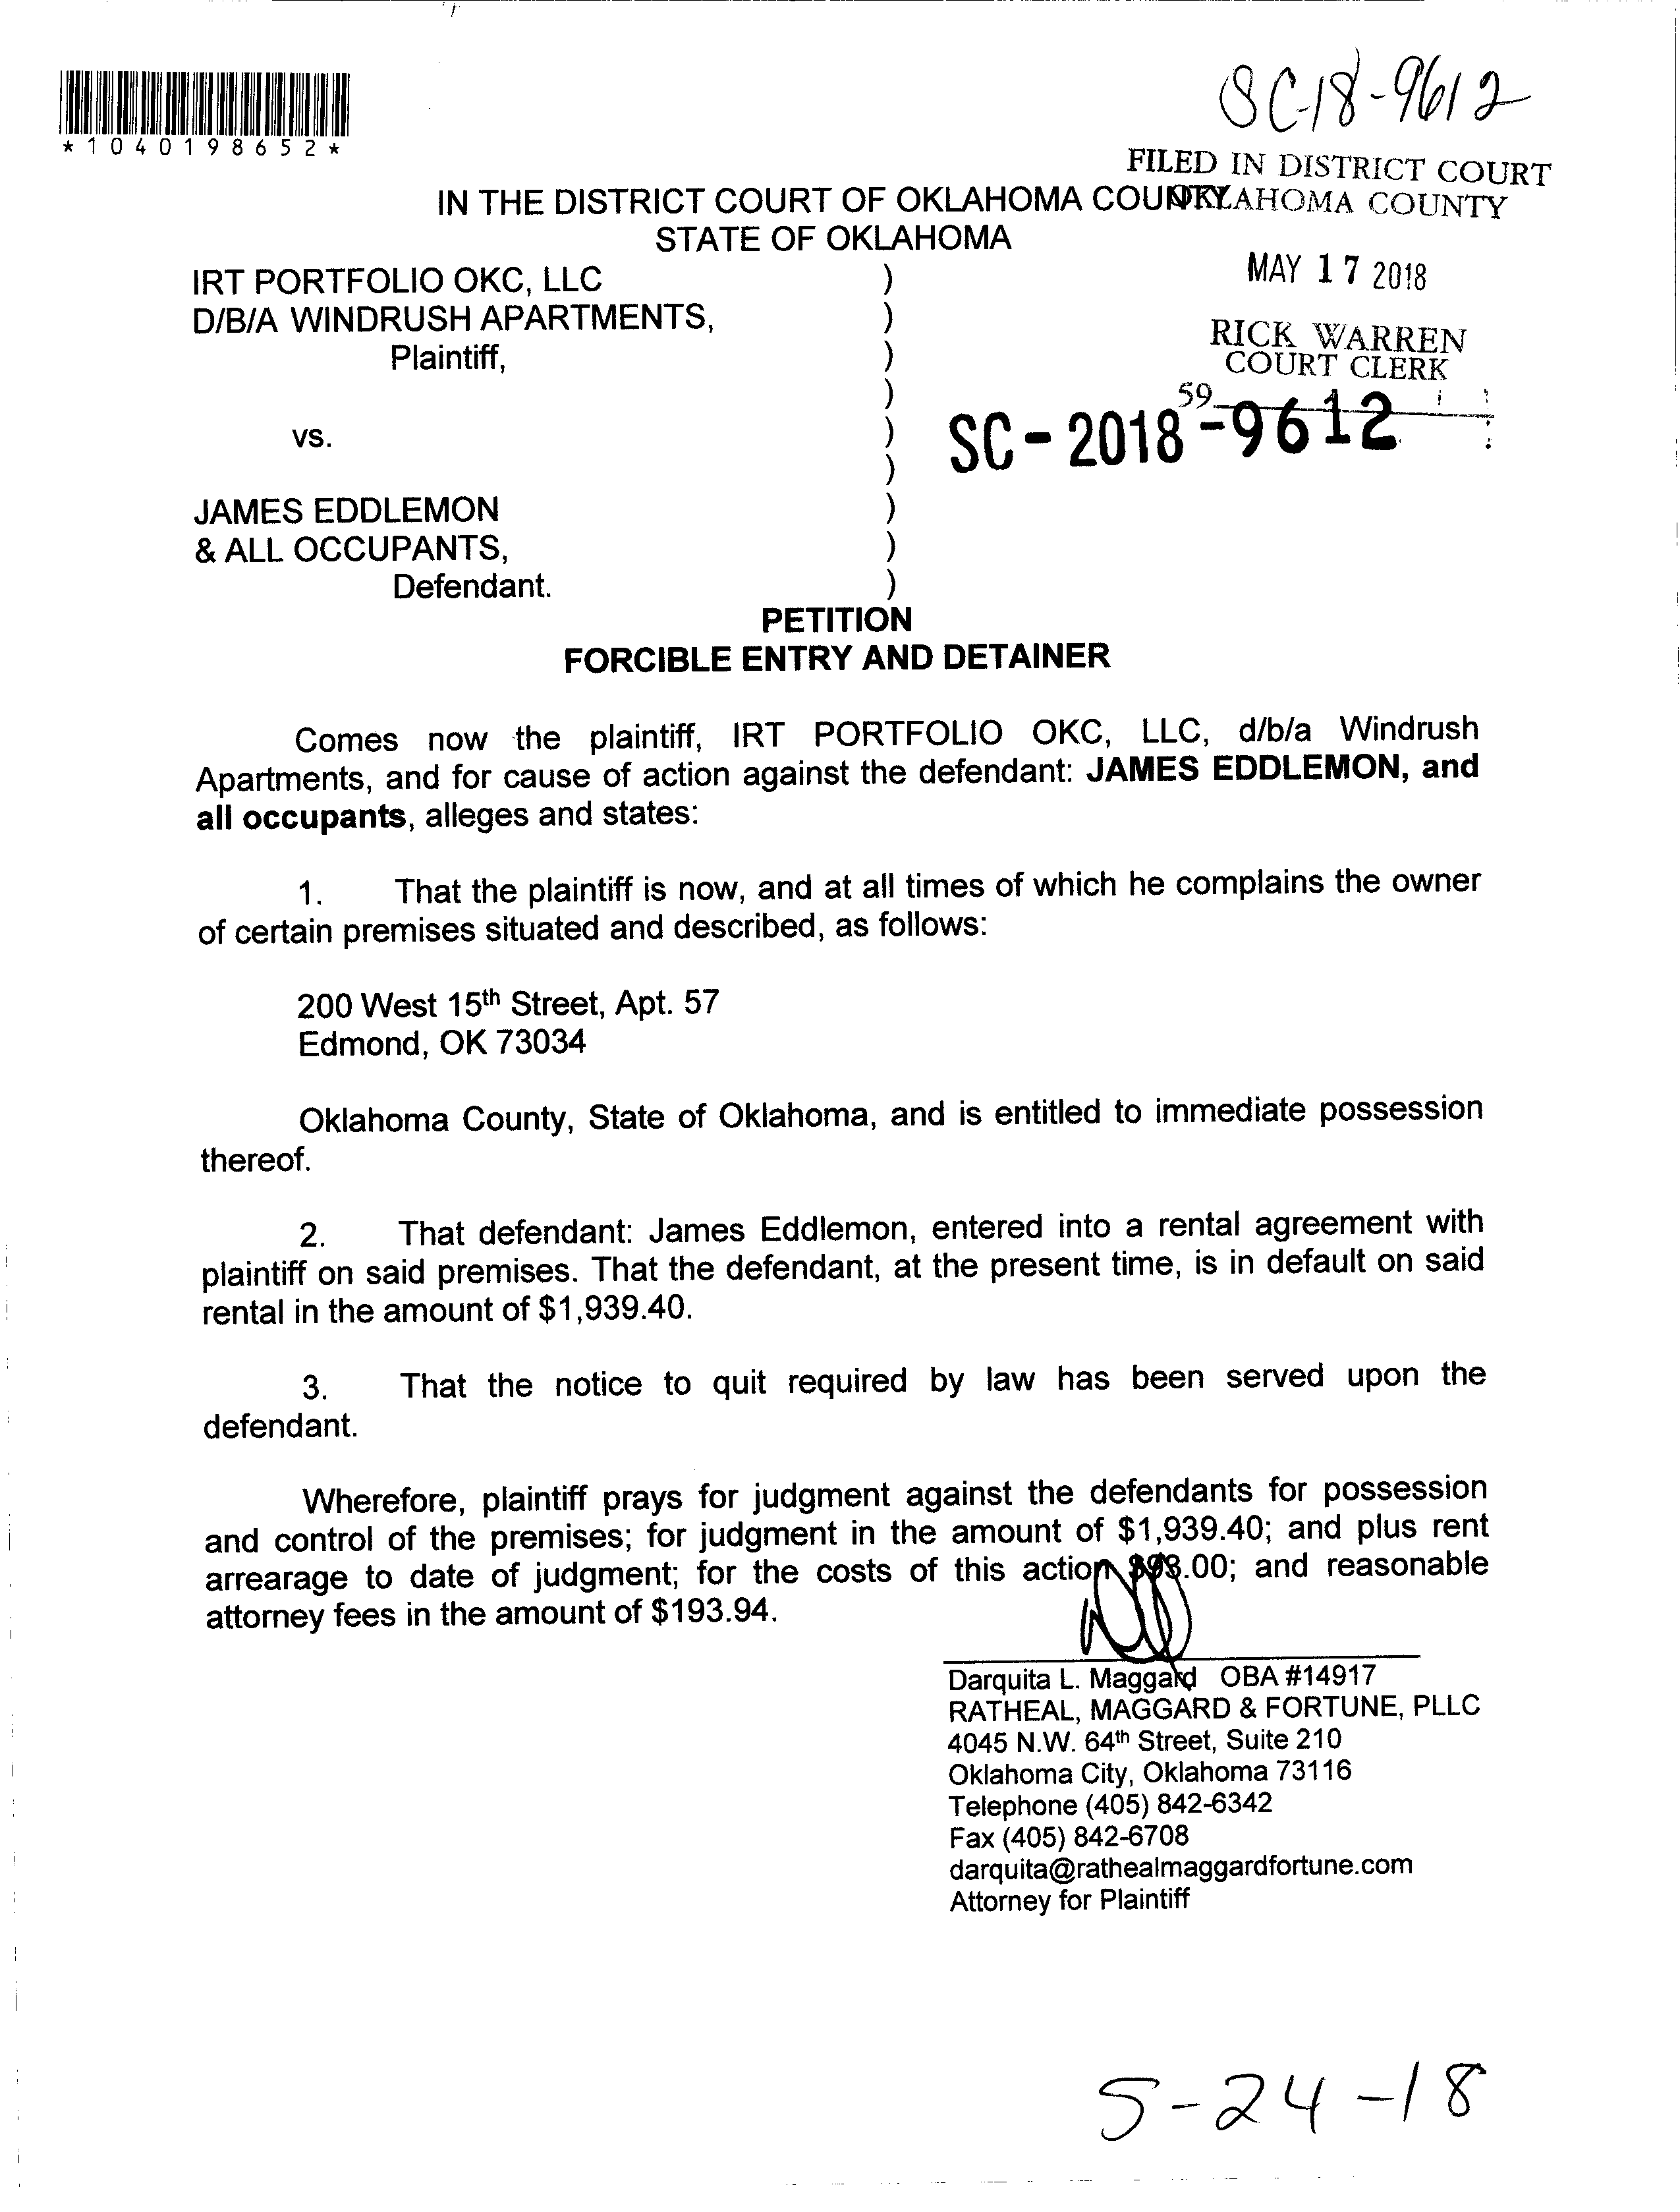 SC-18-9612
*1040198652*
FILED IN DISTRICT COURT
OKLAHOMA COUNTY
IN THE DISTRICT COURT OF OKLAHOMA COUNTY
STATE OF OKLAHOMA
MAY 17 2018
IRT PORTFOLIO OKC, LLC )
D/B/A WINDRUSH APARTMENTS, )
Plaintiff, )
)
vs. )
)
JAMES EDDLEMON )
& ALL OCCUPANTS, )
Defendant. )
RICK WARREN
COURT CLERK
59
SC-2018-9612
PETITION
FORCIBLE ENTRY AND DETAINER
Comes now the plaintiff, IRT PORTFOLIO OKC, LLC, d/b/a Windrush
Apartments, and for cause of action against the defendant: JAMES EDDLEMON, and
all occupants, alleges and states:
1. That the plaintiff is now, and at all times of which he complains the owner
of certain premises situated and described, as follows:
200 West 15th Street, Apt. 57
Edmond, OK 73034
Oklahoma County, State of Oklahoma, and is entitled to immediate possession
thereof.
2. That defendant: James Eddlemon, entered into a rental agreement with
plaintiff on said premises. That the defendant, at the present time, is in default on said
rental in the amount of $1,939.40.
3. That the notice to quit required by law has been served upon the
defendant.
Wherefore, plaintiff prays for judgment against the defendants for possession
and control of the premises; for judgment in the amount of $1,939.40; and plus rent
arrearage to date of judgment; for the costs of this action $93.00; and reasonable
attorney fees in the amount of $193.94.
Darquita L. Maggard OBA #14917
RATHEAL, MAGGARD & FORTUNE, PLLC
4045 N.W. 64th Street, Suite 210
Oklahoma City, Oklahoma 73116
Telephone (405) 842-6342
Fax (405) 842-6708
darquita@rathealmaggardfortune.com
Attorney for Plaintiff
5-24-18